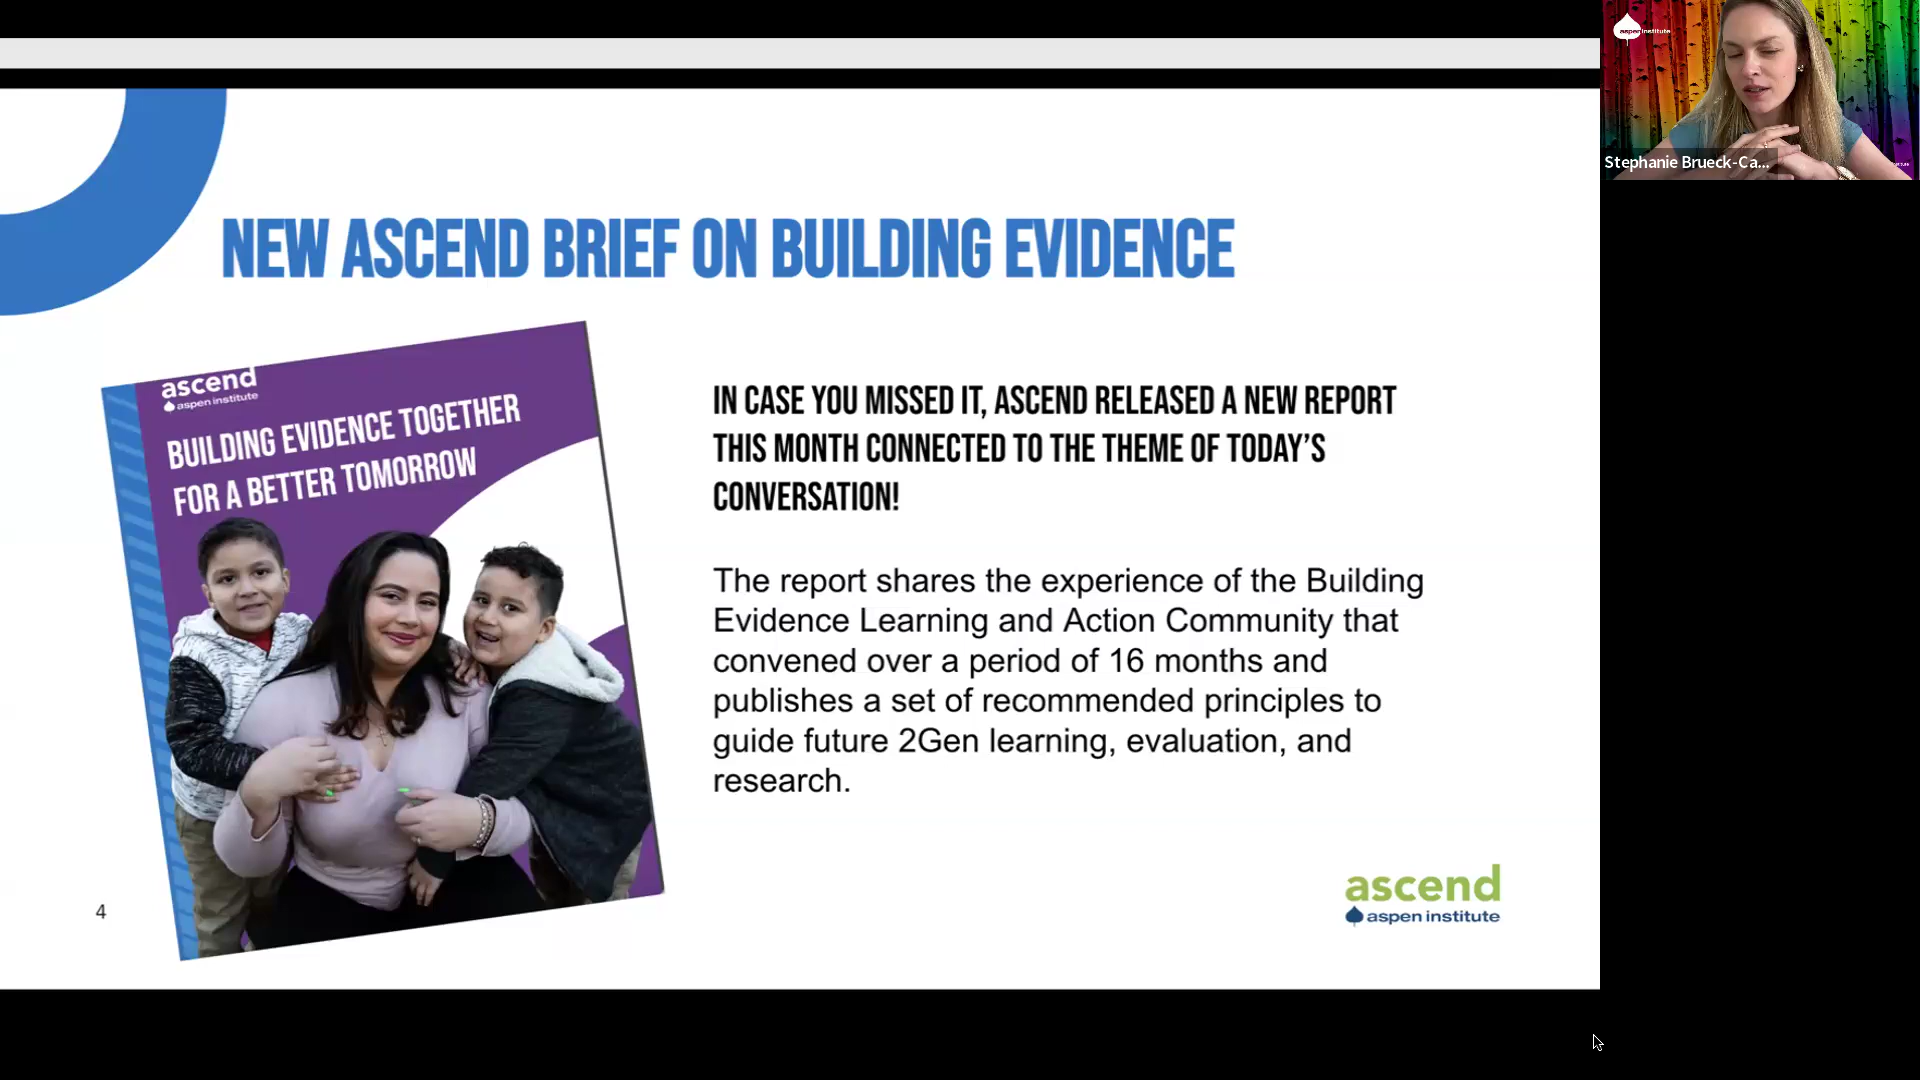 aspen institute
Stephanie Brueck-Ca...
NEW ASCEND BRIEF ON BUILDING EVIDENCE
ascend
aspen institute
BUILDING EVIDENCE TOGETHER
FOR A BETTER TOMORROW
IN CASE YOU MISSED IT, ASCEND RELEASED A NEW REPORT
THIS MONTH CONNECTED TO THE THEME OF TODAY’S
CONVERSATION!
The report shares the experience of the Building
Evidence Learning and Action Community that
convened over a period of 16 months and
publishes a set of recommended principles to
guide future 2Gen learning, evaluation, and
research.
4
ascend
aspen institute